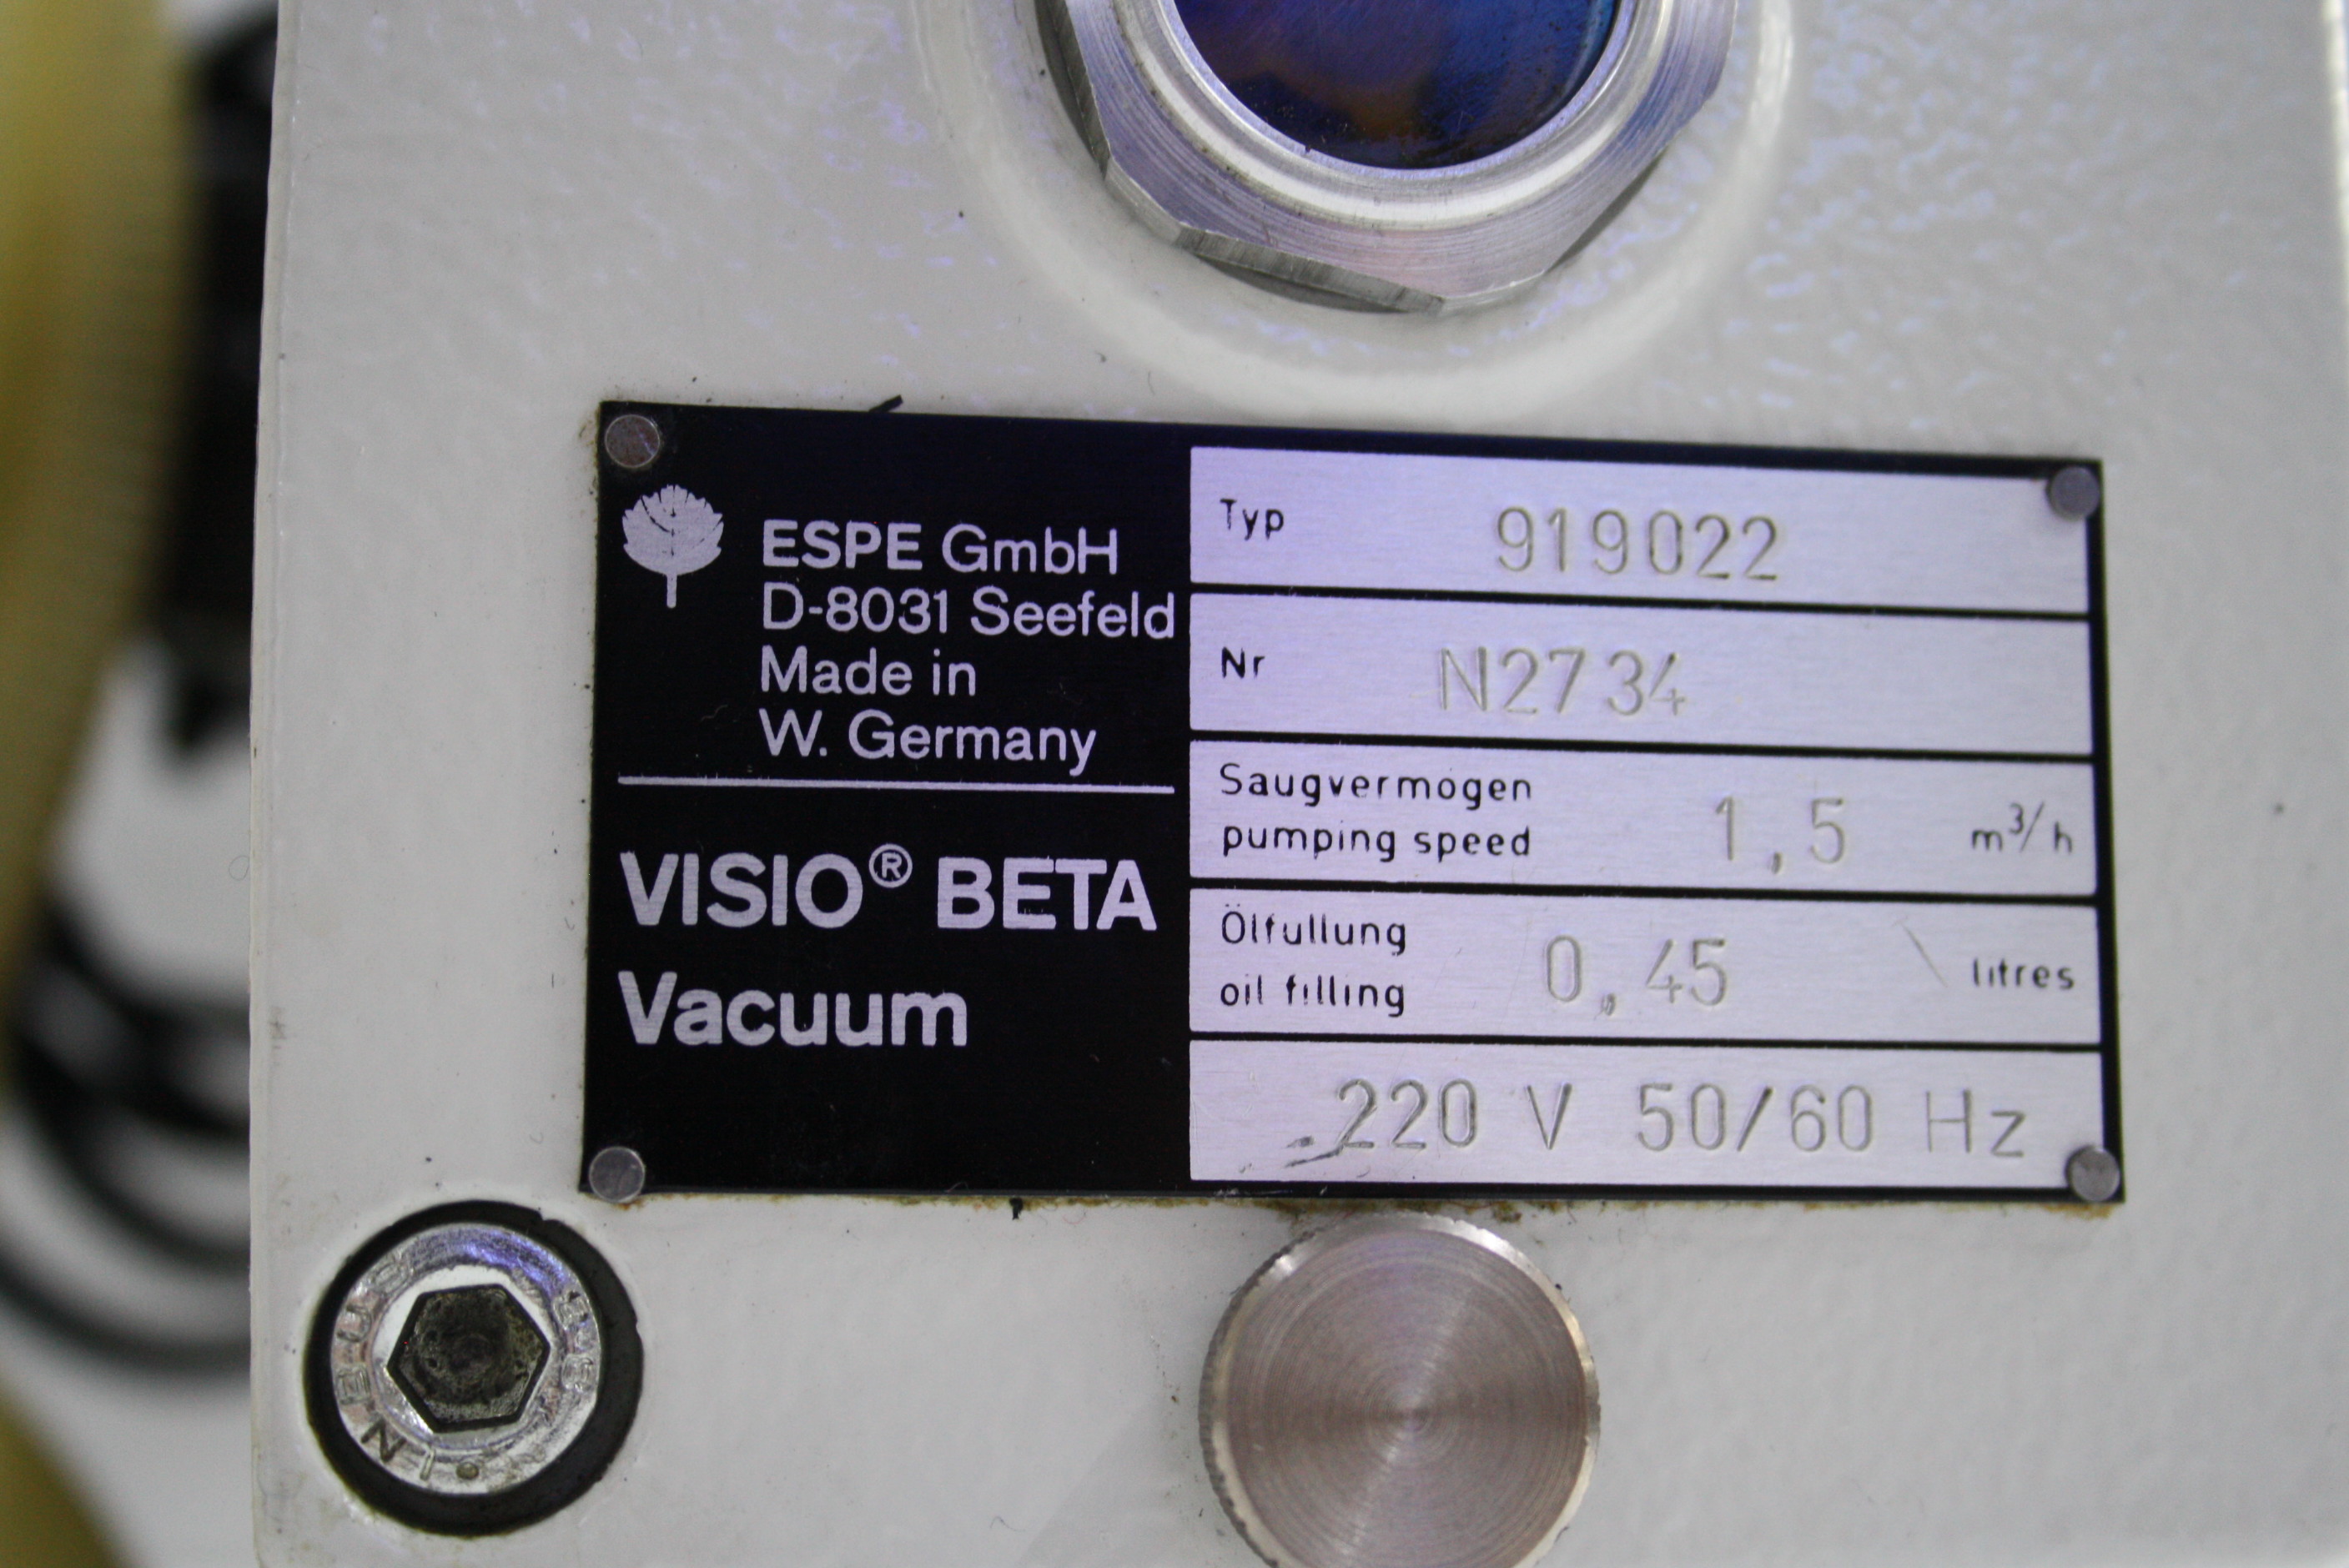 ESPE GmbH
D-8031 Seefeld
Made in
W. Germany
VISIO® BETA
Vacuum
Typ 919022
Nr N2734
Saugvermogen
pumping speed 1,5 m³/h
Ölfullung
oil filling 0,45 litres
220 V 50/60 Hz